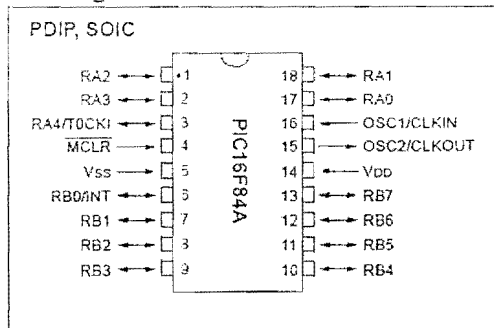 PDIP, SOIC
RA2 1 18 RA1
RA3 2 17 RA0
RA4/T0CKI 3 16 OSC1/CLKIN
MCLR 4 15 OSC2/CLKOUT
Vss 5 14 VDD
RB0/INT 6 13 RB7
RB1 7 12 RB6
RB2 8 11 RB5
RB3 9 10 RB4
PIC16F84A